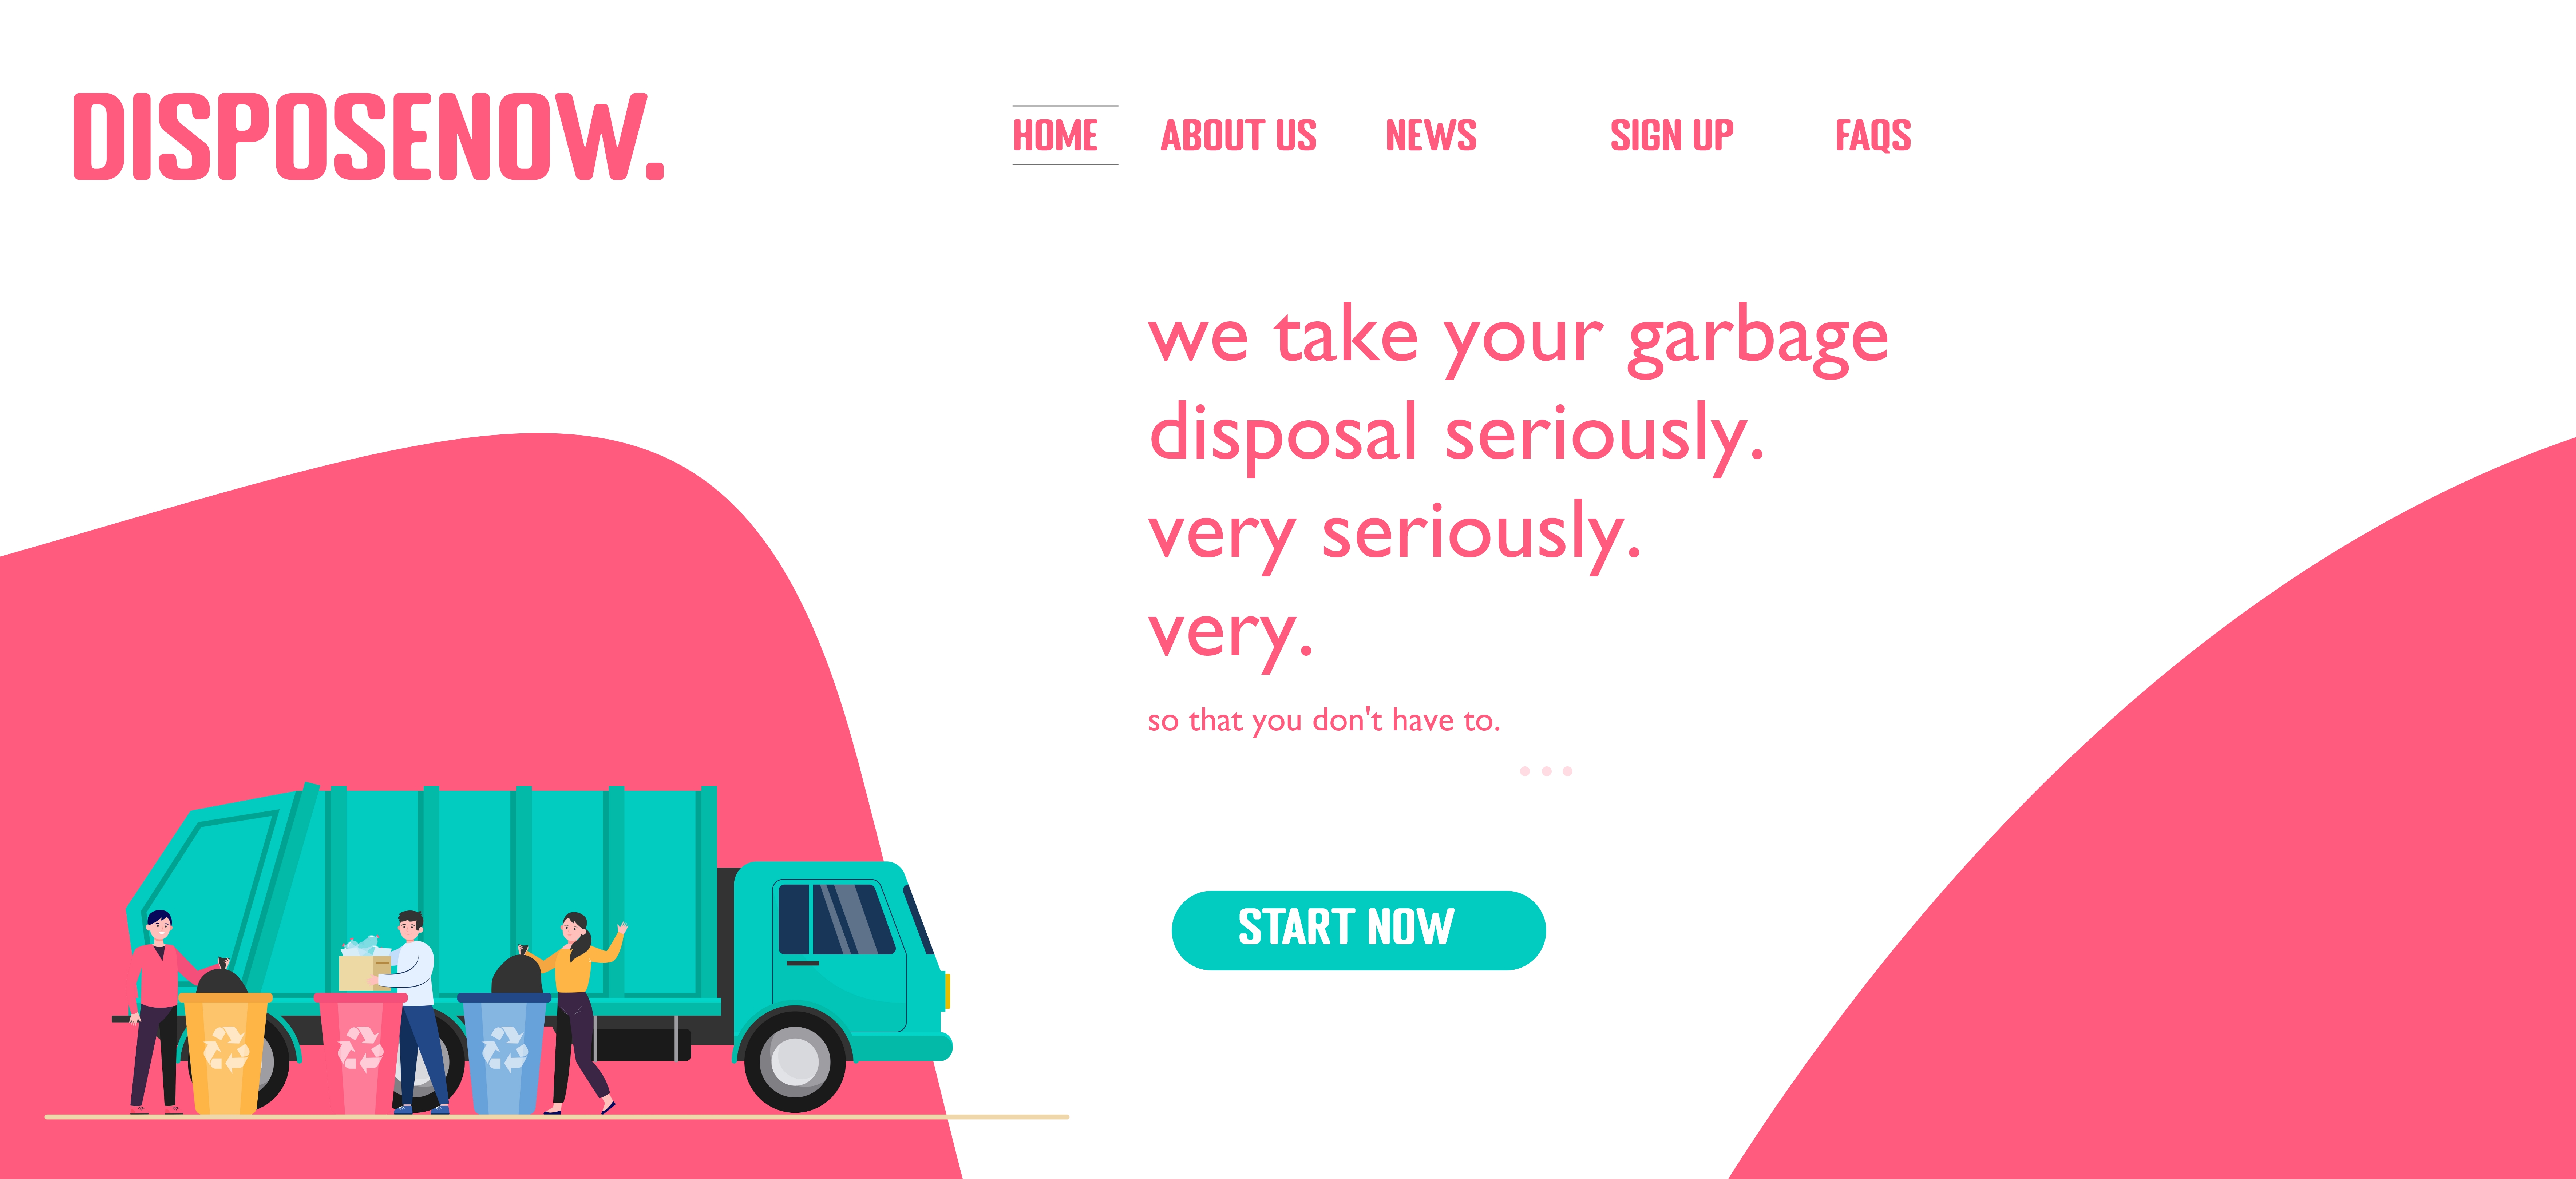 DISPOSENOW.
HOME ABOUT US NEWS SIGN UP FAQS
we take your garbage
disposal seriously.
very seriously.
very.
so that you don't have to.
START NOW